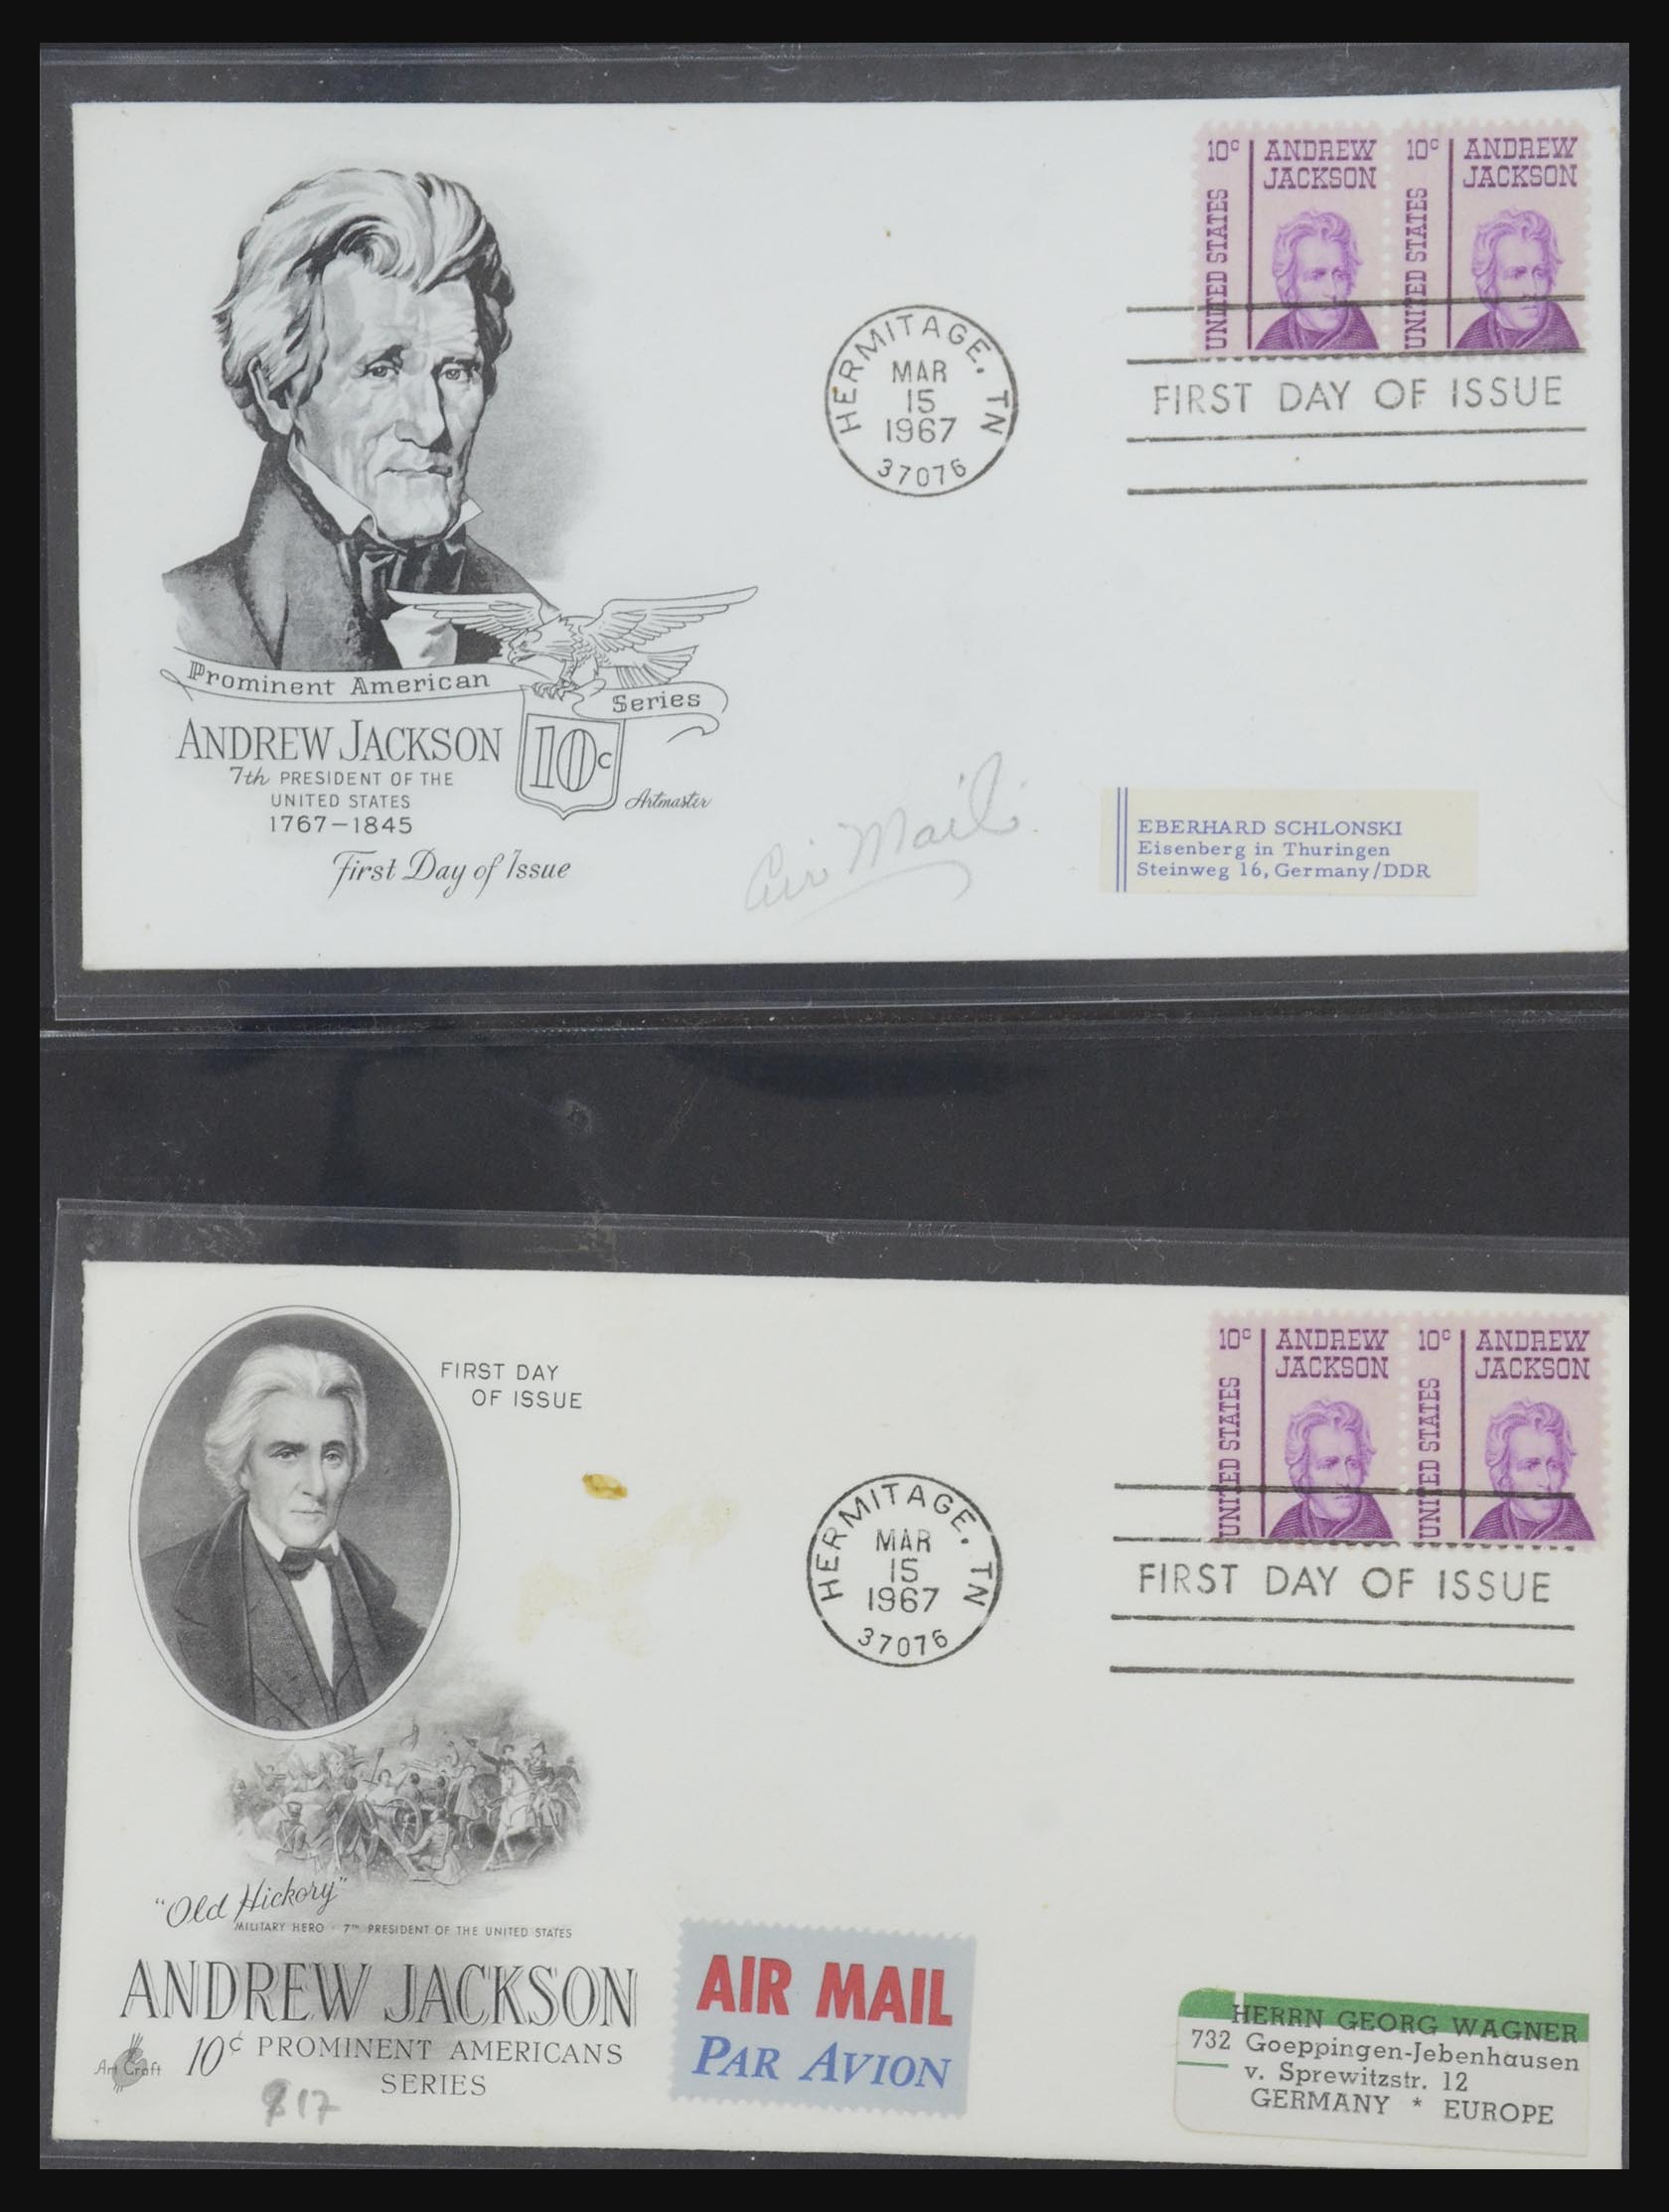 10c ANDREW
JACKSON
UNITED STATES
10c ANDREW
JACKSON
UNITED STATES
HERMITAGE, TN
MAR
15
1967
37076
FIRST DAY OF ISSUE
Prominent American
Series
ANDREW JACKSON
10c
7th PRESIDENT OF THE
UNITED STATES
1767-1845
Artmaster
First Day of Issue
Air Mail
EBERHARD SCHLONSKI
Eisenberg in Thuringen
Steinweg 16, Germany/DDR
FIRST DAY
OF ISSUE
10c ANDREW
JACKSON
UNITED STATES
10c ANDREW
JACKSON
UNITED STATES
HERMITAGE, TN
MAR
15
1967
37076
FIRST DAY OF ISSUE
"Old Hickory"
MILITARY HERO - 7TH PRESIDENT OF THE UNITED STATES
ANDREW JACKSON
10¢ PROMINENT AMERICANS
SERIES
Art Craft
$17
AIR MAIL
PAR AVION
HERRN GEORG WAGNER
732 Goeppingen-Jebenhausen
v. Sprewitzstr. 12
GERMANY * EUROPE